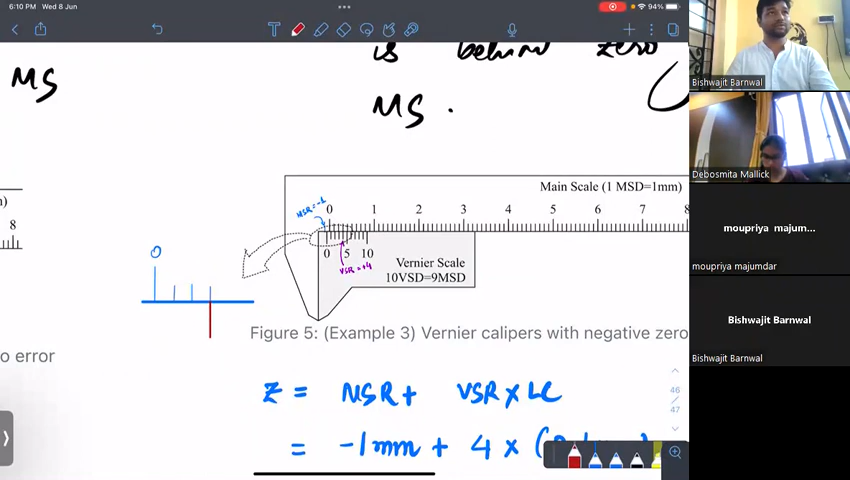 6:10 PM Wed 8 Jun
94%
is behind zero
MS
MS .
Main Scale (1 MSD=1mm)
MSR=-1
0 1 2 3 4 5 6 7 8
8
0
0 5 10
VSR=+4
Vernier Scale
10VSD=9MSD
Figure 5: (Example 3) Vernier calipers with negative zero
o error
Z = MSR + VSR × LC
= -1mm + 4 ×
46
47
Bishwajit Barnwal
Debosmita Mallick
moupriya majum...
moupriya majumdar
Bishwajit Barnwal
Bishwajit Barnwal